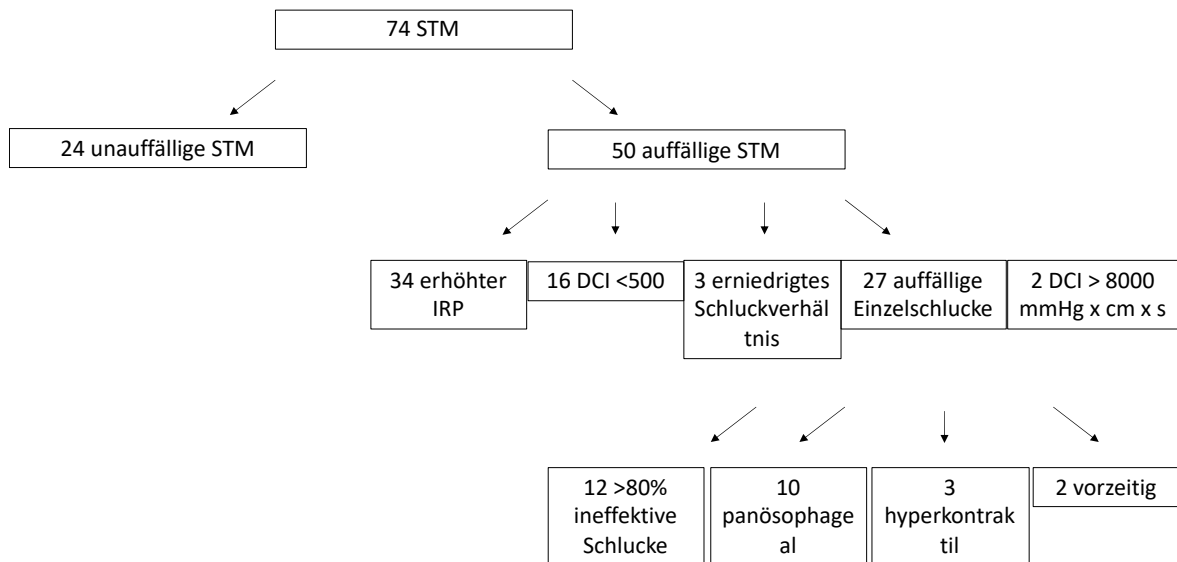 74 STM
24 unauffällige STM
50 auffällige STM
34 erhöhter
IRP
16 DCI <500
3 erniedrigtes
Schluckverhäl
tnis
27 auffällige
Einzelschlucke
2 DCI > 8000
mmHg x cm x s
12 >80%
ineffektive
Schlucke
10
panösophage
al
3
hyperkontrak
til
2 vorzeitig